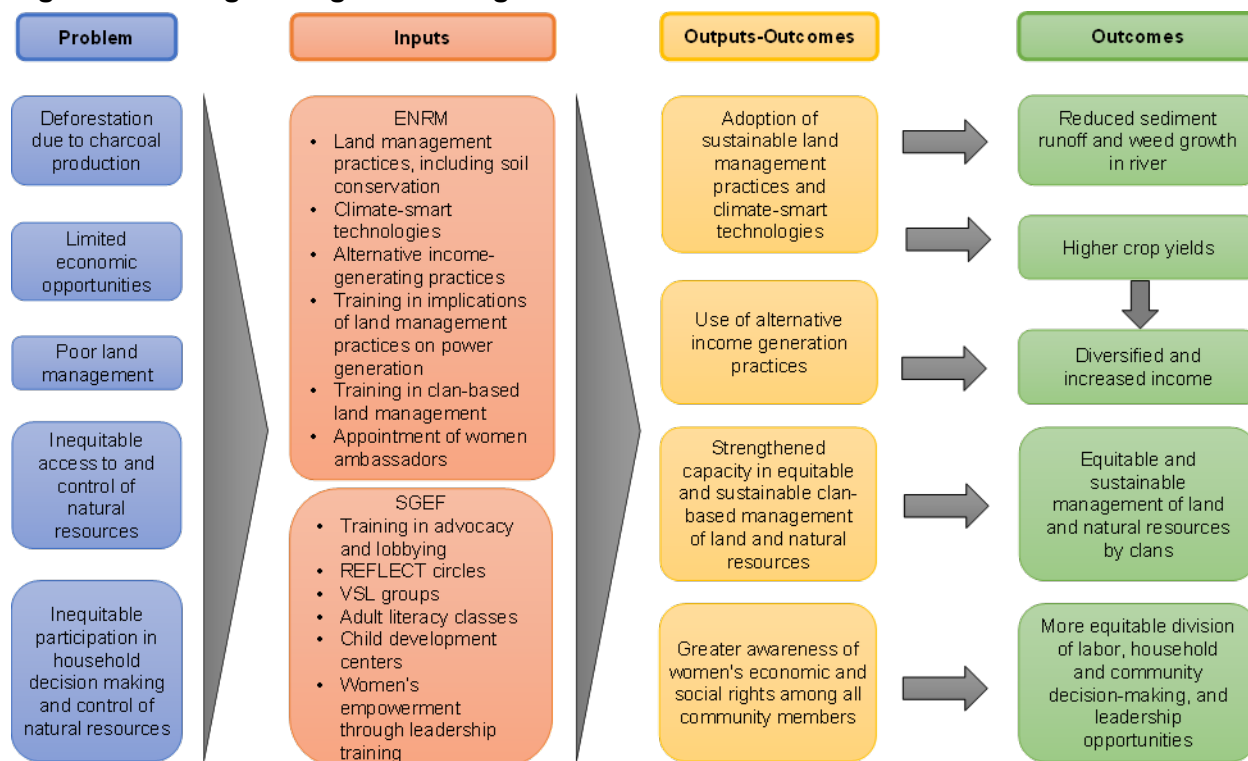 Problem
Inputs
Outputs-Outcomes
Outcomes
Deforestation
due to charcoal
production
Limited
economic
opportunities
Poor land
management
Inequitable
access to and
control of
natural
resources
Inequitable
participation in
household
decision making
and control of
natural resources
ENRM
• Land management
practices, including soil
conservation
• Climate-smart
technologies
• Alternative income-
generating practices
• Training in implications
of land management
practices on power
generation
• Training in clan-based
land management
• Appointment of women
ambassadors
SGEF
• Training in advocacy
and lobbying
• REFLECT circles
• VSL groups
• Adult literacy classes
• Child development
centers
• Women's
empowerment
through leadership
training
Adoption of
sustainable land
management
practices and
climate-smart
technologies
Use of alternative
income generation
practices
Strengthened
capacity in equitable
and sustainable clan-
based management
of land and natural
resources
Greater awareness of
women's economic and
social rights among all
community members
Reduced sediment
runoff and weed growth
in river
Higher crop yields
Diversified and
increased income
Equitable and
sustainable
management of land
and natural resources
by clans
More equitable division
of labor, household
and community
decision-making, and
leadership
opportunities